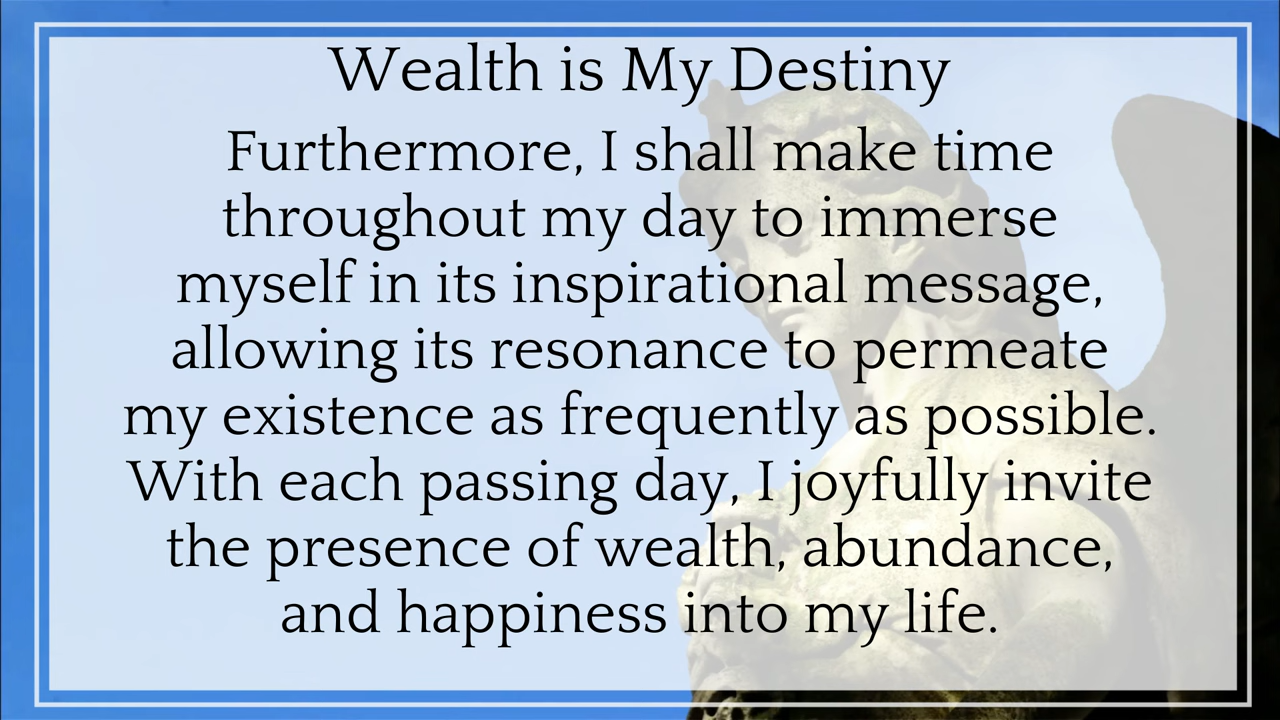 Wealth is My Destiny
Furthermore, I shall make time
throughout my day to immerse
myself in its inspirational message,
allowing its resonance to permeate
my existence as frequently as possible.
With each passing day, I joyfully invite
the presence of wealth, abundance,
and happiness into my life.